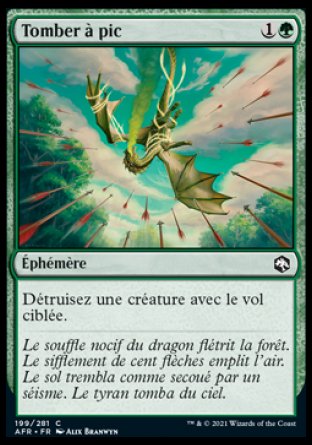 Tomber à pic 1
Éphémère
Détruisez une créature avec le vol
ciblée.
Le souffle nocif du dragon flétrit la forêt.
Le sifflement de cent flèches emplit l'air.
Le sol trembla comme secoué par un
séisme. Le tyran tomba du ciel.
199/281 C
AFR • FR Alix Branwyn
™ & © 2021 Wizards of the Coast